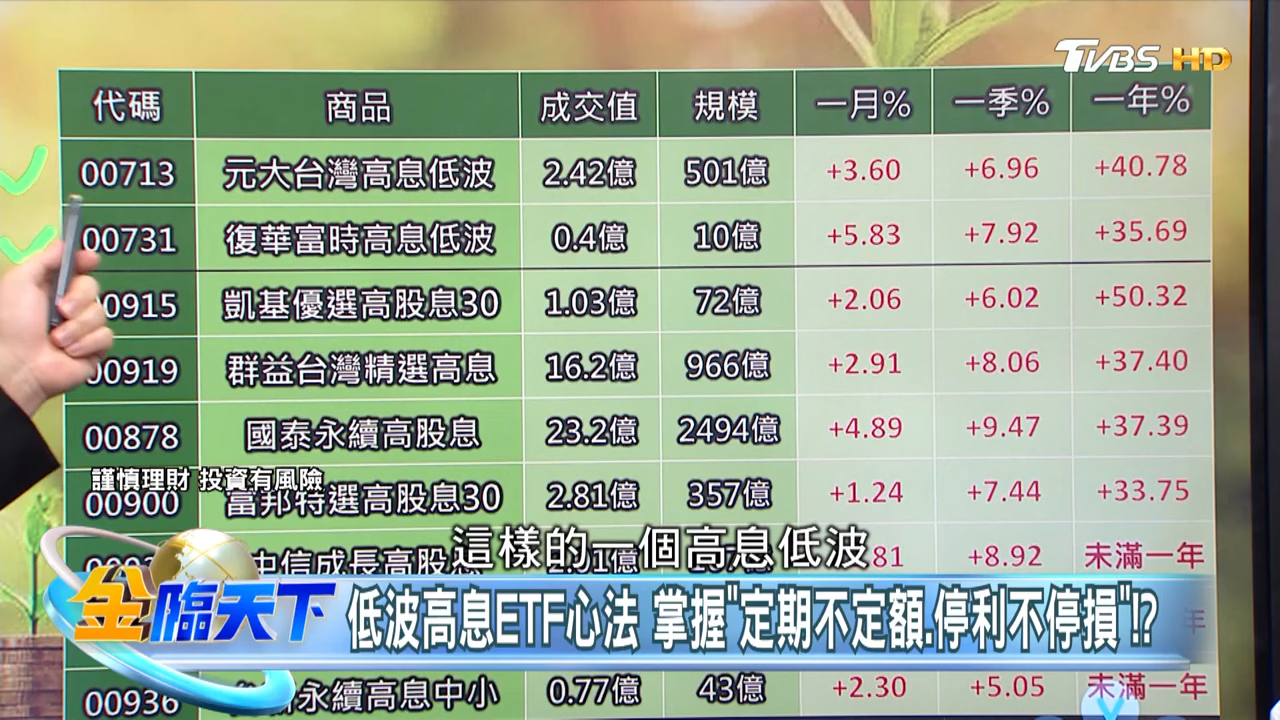 TVBS HD
代碼 商品 成交值 規模 一月% 一季% 一年%
00713 元大台灣高息低波 2.42億 501億 +3.60 +6.96 +40.78
00731 復華富時高息低波 0.4億 10億 +5.83 +7.92 +35.69
00915 凱基優選高股息30 1.03億 72億 +2.06 +6.02 +50.32
00919 群益台灣精選高息 16.2億 966億 +2.91 +8.06 +37.40
00878 國泰永續高股息 23.2億 2494億 +4.89 +9.47 +37.39
謹慎理財 投資有風險
00900 富邦特選高股息30 2.81億 357億 +1.24 +7.44 +33.75
中信成長高股息 +8.92 未滿一年
這樣的一個高息低波
金臨天下
低波高息ETF心法 掌握"定期不定額.停利不停損"!?
年
00936 永續高息中小 0.77億 43億 +2.30 +5.05 未滿一年